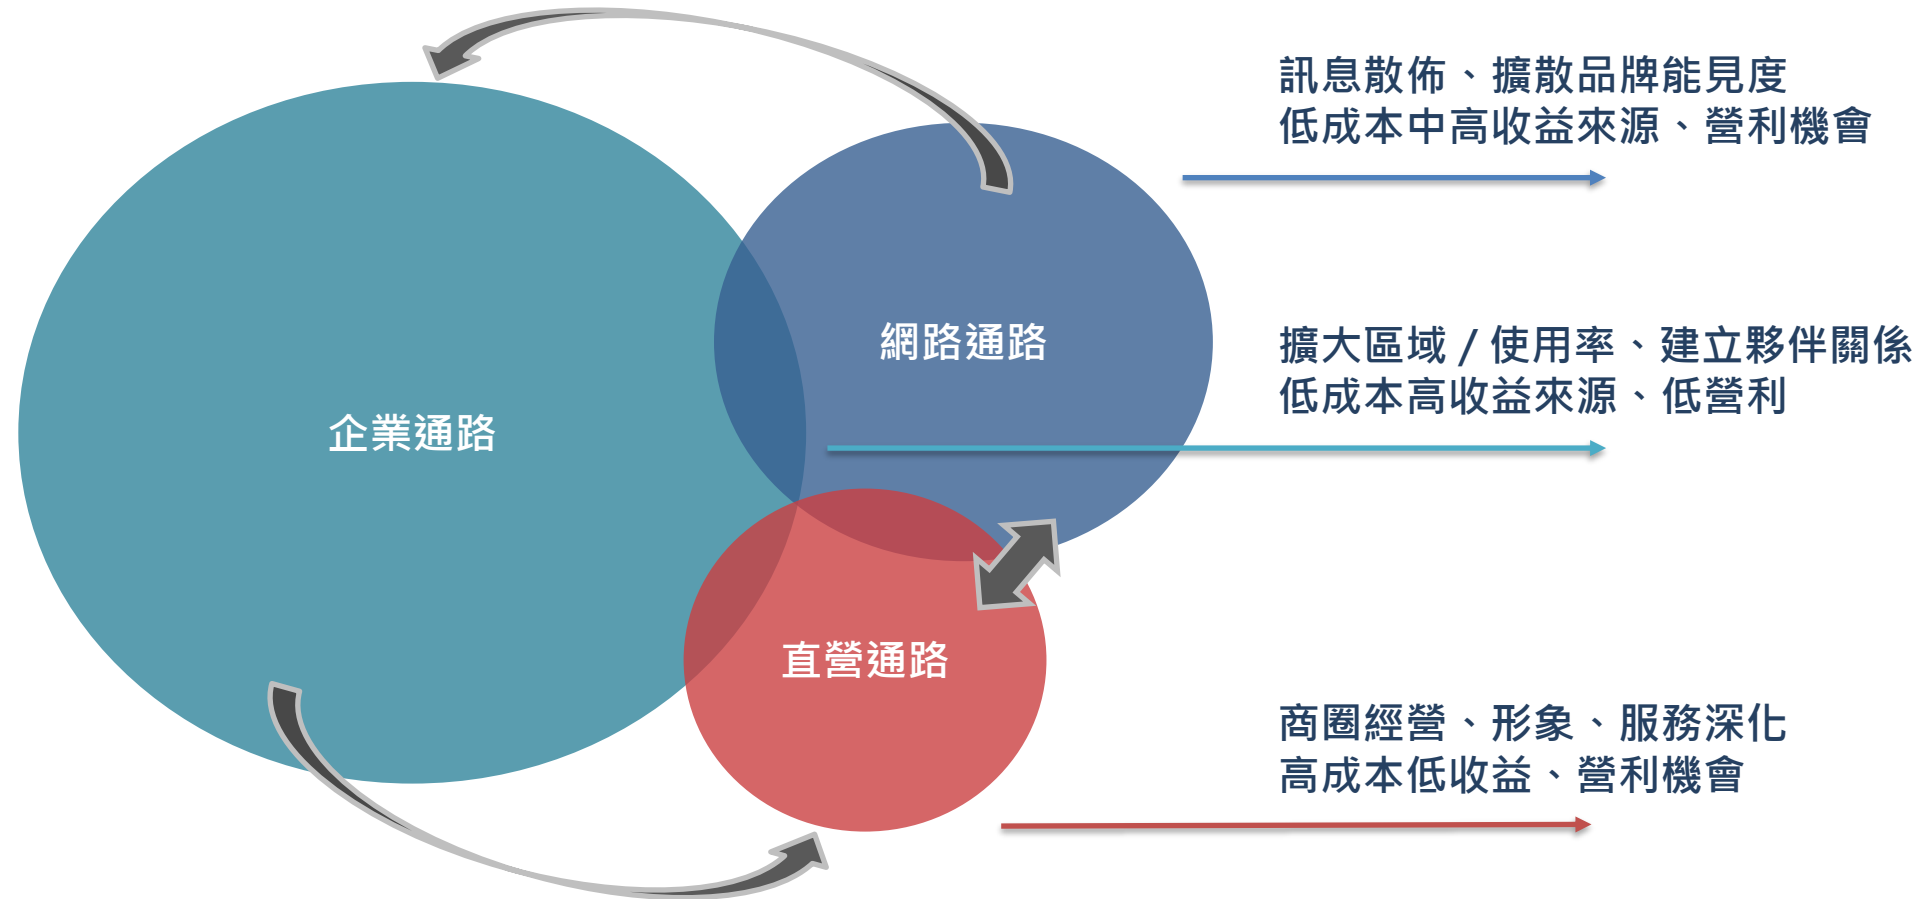 訊息散佈、擴散品牌能見度
低成本中高收益來源、營利機會
網路通路
擴大區域 / 使用率、建立夥伴關係
低成本高收益來源、低營利
企業通路
直營通路
商圈經營、形象、服務深化
高成本低收益、營利機會